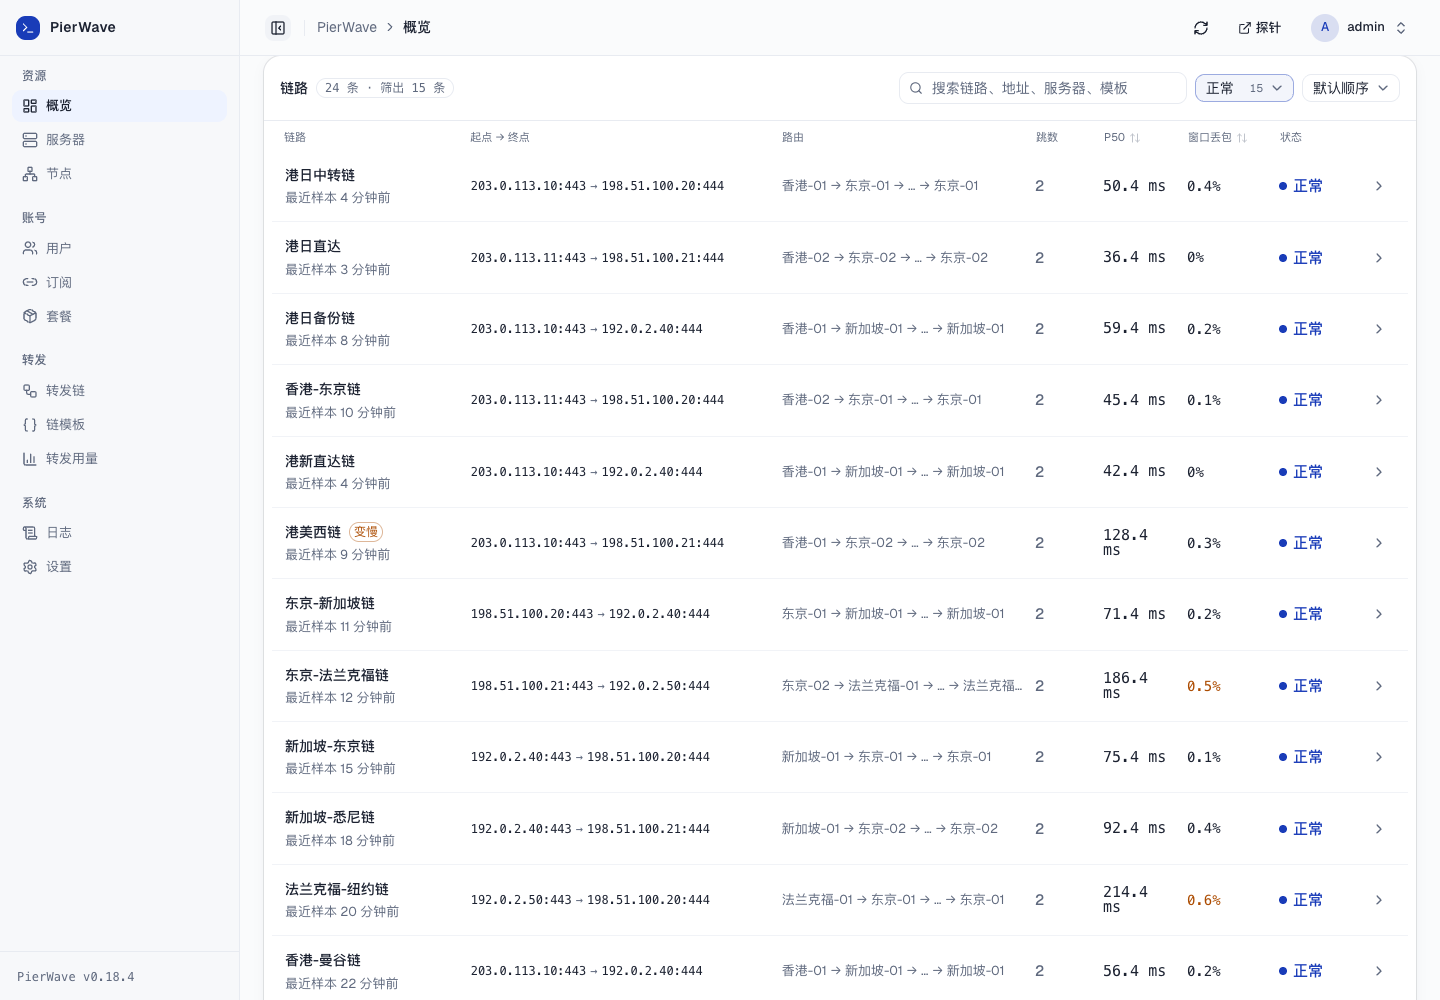 PierWave
PierWave > 概览
探针
A admin
资源
概览
服务器
节点
账号
用户
订阅
套餐
转发
转发链
链模板
转发用量
系统
日志
设置
PierWave v0.18.4
链路 24 条 · 筛出 15 条
搜索链路、地址、服务器、模板
正常 15
默认顺序
链路 起点 → 终点 路由 跳数 P50 窗口丢包 状态
港日中转链
最近样本 4 分钟前
203.0.113.10:443 → 198.51.100.20:444 香港-01 → 东京-01 → … → 东京-01 2 50.4 ms 0.4% 正常
港日直达
最近样本 3 分钟前
203.0.113.11:443 → 198.51.100.21:444 香港-02 → 东京-02 → … → 东京-02 2 36.4 ms 0% 正常
港日备份链
最近样本 8 分钟前
203.0.113.10:443 → 192.0.2.40:444 香港-01 → 新加坡-01 → … → 新加坡-01 2 59.4 ms 0.2% 正常
香港-东京链
最近样本 10 分钟前
203.0.113.11:443 → 198.51.100.20:444 香港-02 → 东京-01 → … → 东京-01 2 45.4 ms 0.1% 正常
港新直达链
最近样本 4 分钟前
203.0.113.10:443 → 192.0.2.40:444 香港-01 → 新加坡-01 → … → 新加坡-01 2 42.4 ms 0% 正常
港美西链 变慢
最近样本 9 分钟前
203.0.113.10:443 → 198.51.100.21:444 香港-01 → 东京-02 → … → 东京-02 2 128.4 ms 0.3% 正常
东京-新加坡链
最近样本 11 分钟前
198.51.100.20:443 → 192.0.2.40:444 东京-01 → 新加坡-01 → … → 新加坡-01 2 71.4 ms 0.2% 正常
东京-法兰克福链
最近样本 12 分钟前
198.51.100.21:443 → 192.0.2.50:444 东京-02 → 法兰克福-01 → … → 法兰克福… 2 186.4 ms 0.5% 正常
新加坡-东京链
最近样本 15 分钟前
192.0.2.40:443 → 198.51.100.20:444 新加坡-01 → 东京-01 → … → 东京-01 2 75.4 ms 0.1% 正常
新加坡-悉尼链
最近样本 18 分钟前
192.0.2.40:443 → 198.51.100.21:444 新加坡-01 → 东京-02 → … → 东京-02 2 92.4 ms 0.4% 正常
法兰克福-纽约链
最近样本 20 分钟前
192.0.2.50:443 → 198.51.100.20:444 法兰克福-01 → 东京-01 → … → 东京-01 2 214.4 ms 0.6% 正常
香港-曼谷链
最近样本 22 分钟前
203.0.113.10:443 → 192.0.2.40:444 香港-01 → 新加坡-01 → … → 新加坡-01 2 56.4 ms 0.2% 正常